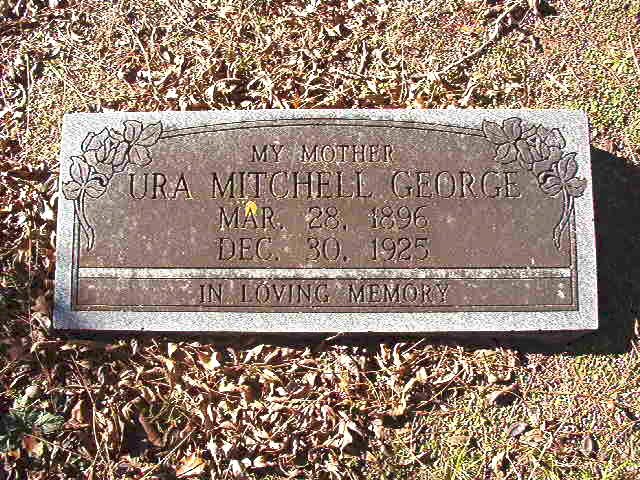 MY MOTHER
URA MITCHELL GEORGE
MAR. 28, 1896
DEC. 30, 1925
IN LOVING MEMORY